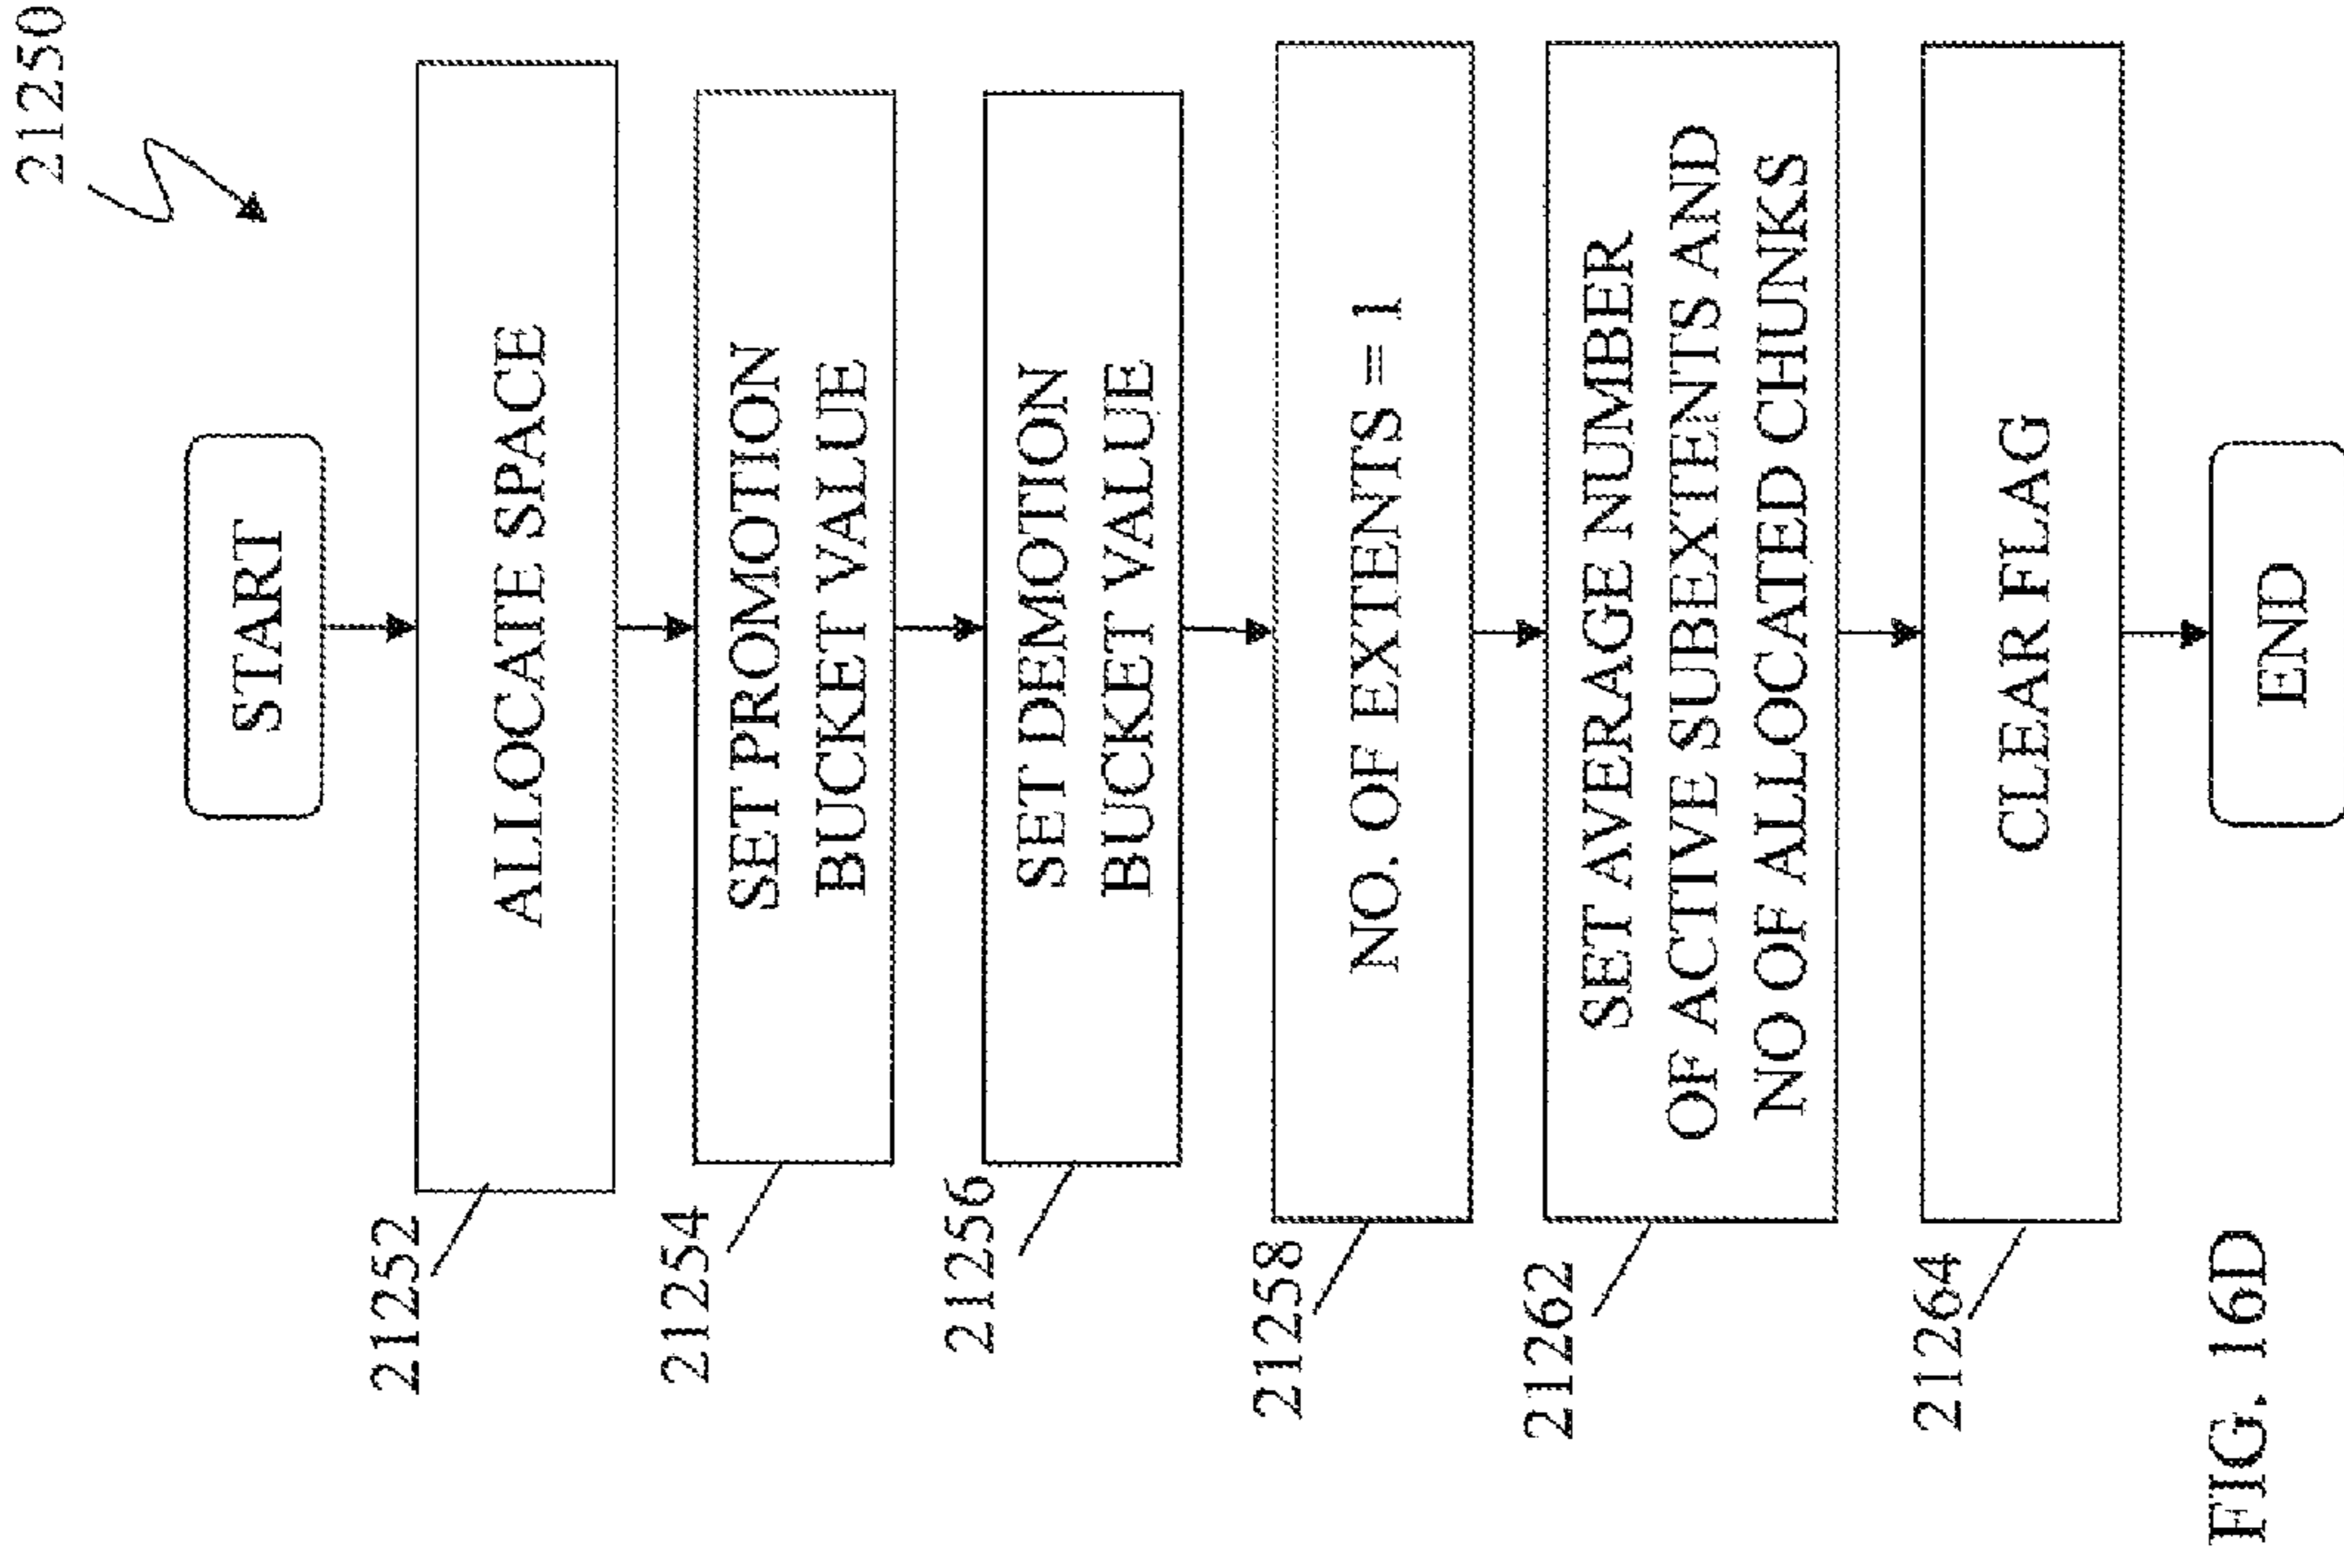 21250
START
21252
ALLOCATE SPACE
21254
SET PROMOTION
BUCKET VALUE
21256
SET DEMOTION
BUCKET VALUE
21258
NO. OF EXTENTS = 1
21262
SET AVERAGE NUMBER
OF ACTIVE SUBEXTENTS AND
NO OF ALLOCATED CHUNKS
21264
CLEAR FLAG
END
FIG. 16D